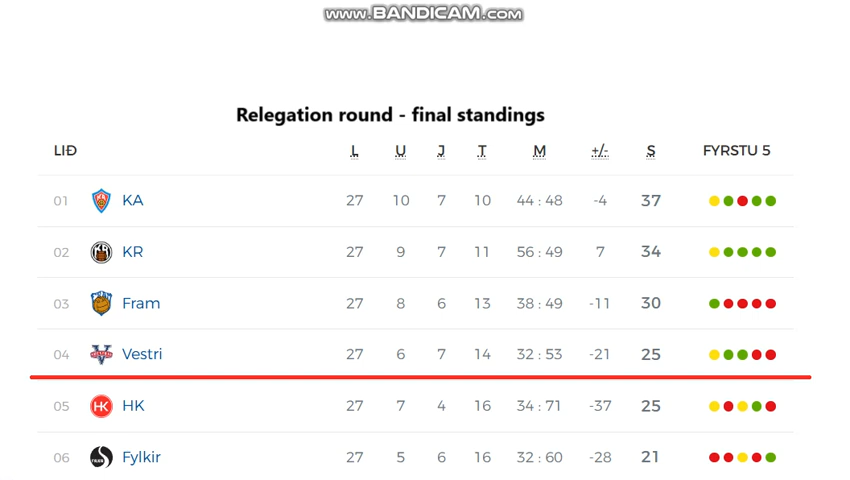 www.BANDICAM.com
Relegation round - final standings
LIÐ L U J T M +/- S FYRSTU 5
01 KA 27 10 7 10 44 : 48 -4 37
02 KR 27 9 7 11 56 : 49 7 34
03 Fram 27 8 6 13 38 : 49 -11 30
04 Vestri 27 6 7 14 32 : 53 -21 25
05 HK 27 7 4 16 34 : 71 -37 25
06 Fylkir 27 5 6 16 32 : 60 -28 21